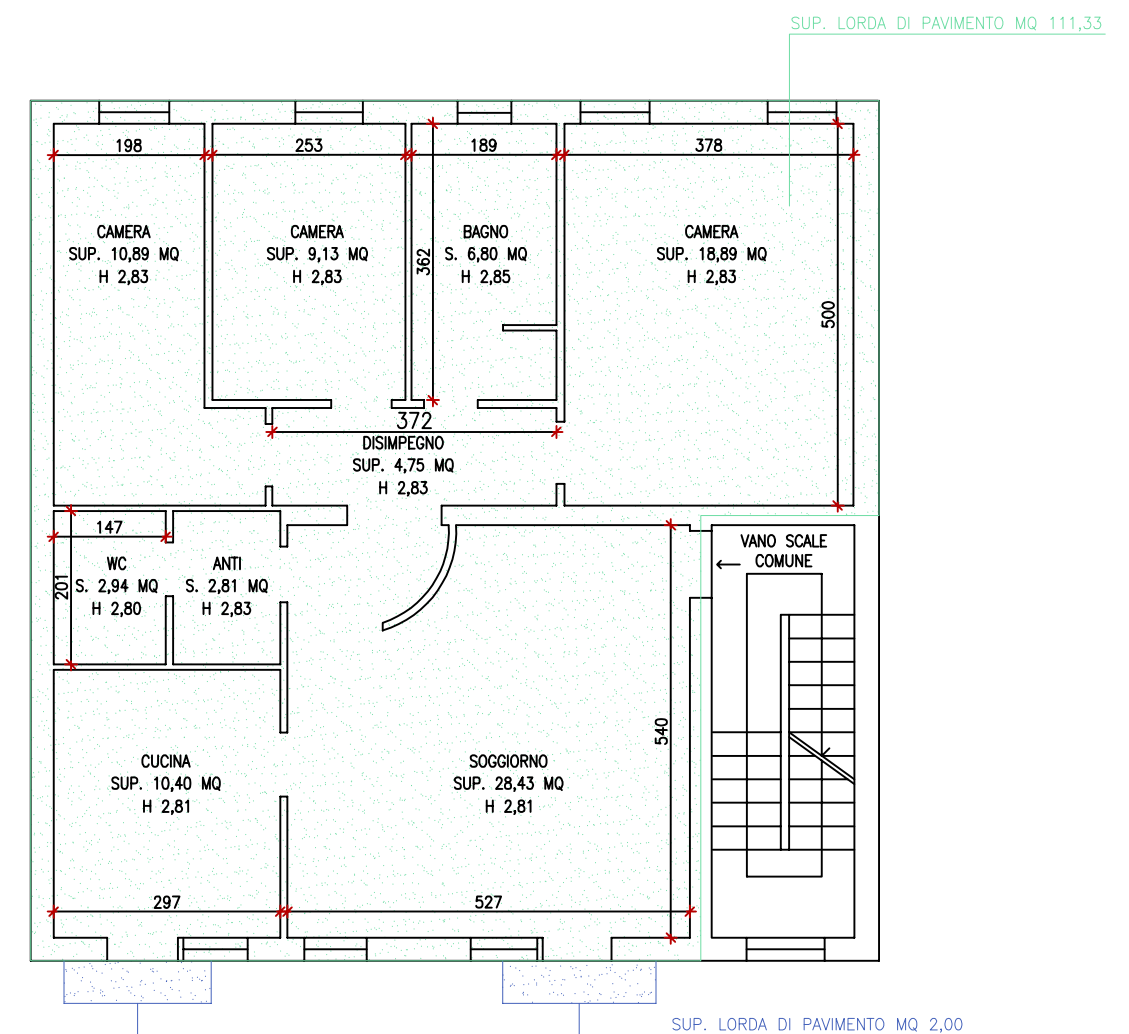 SUP. LORDA DI PAVIMENTO MQ 111,33
198
253
189
378
CAMERA
SUP. 10,89 MQ
H 2,83
CAMERA
SUP. 9,13 MQ
H 2,83
362
BAGNO
S. 6,80 MQ
H 2,85
CAMERA
SUP. 18,89 MQ
H 2,83
500
372
DISIMPEGNO
SUP. 4,75 MQ
H 2,83
147
201
WC
S. 2,94 MQ
H 2,80
ANTI
S. 2,81 MQ
H 2,83
VANO SCALE
COMUNE
540
CUCINA
SUP. 10,40 MQ
H 2,81
SOGGIORNO
SUP. 28,43 MQ
H 2,81
297
527
SUP. LORDA DI PAVIMENTO MQ 2,00